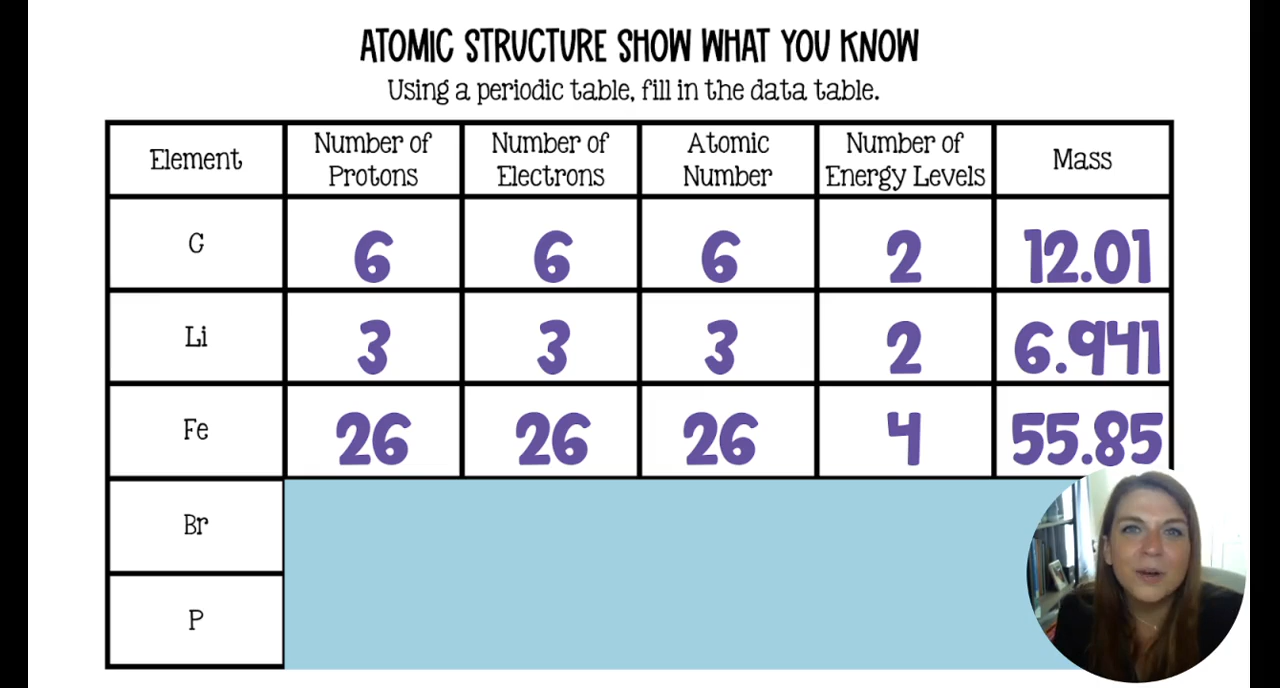 ATOMIC STRUCTURE SHOW WHAT YOU KNOW
Using a periodic table, fill in the data table.
Element Number of Protons Number of Electrons Atomic Number Number of Energy Levels Mass
C 6 6 6 2 12.01
Li 3 3 3 2 6.941
Fe 26 26 26 4 55.85
Br
P